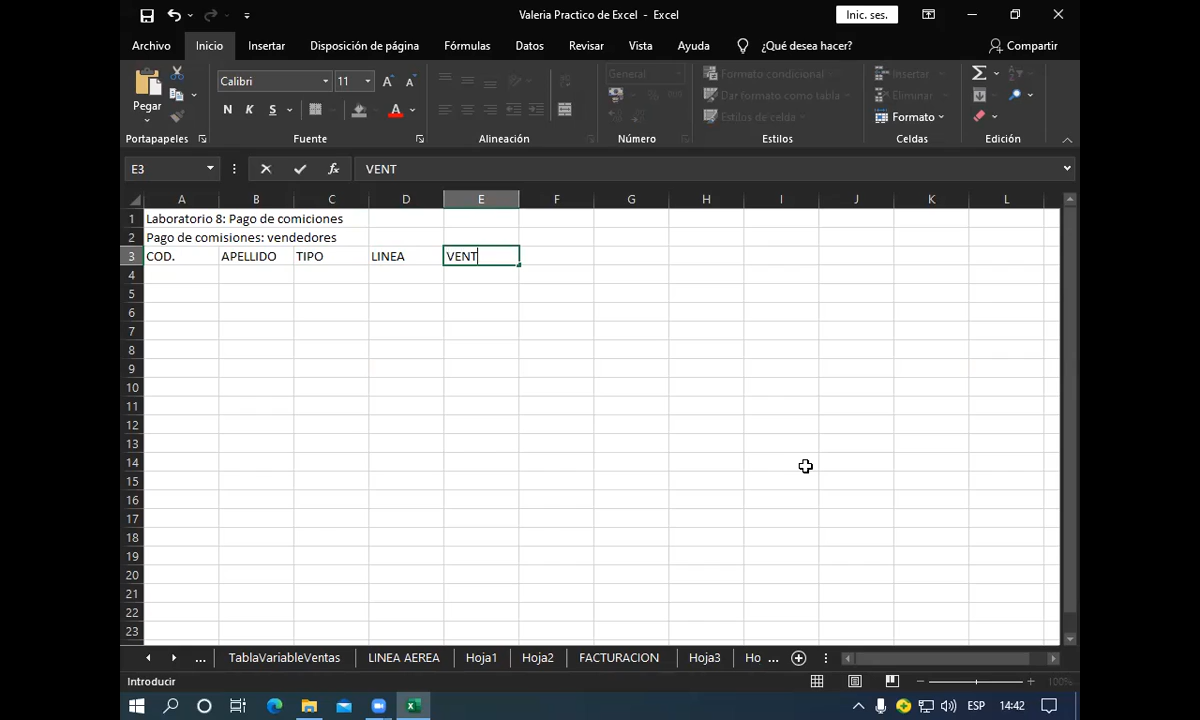 Valeria Practico de Excel - Excel
Inic. ses.
Archivo Inicio Insertar Disposición de página Fórmulas Datos Revisar Vista Ayuda ¿Qué desea hacer? Compartir
Pegar
Calibri 11
N K S
General
Formato condicional
Dar formato como tabla
Estilos de celda
Insertar
Eliminar
Formato
Portapapeles Fuente Alineación Número Estilos Celdas Edición
E3 fx VENT
A B C D E F G H I J K L
1 Laboratorio 8: Pago de comiciones
2 Pago de comisiones: vendedores
3 COD. APELLIDO TIPO LINEA VENT
4
5
6
7
8
9
10
11
12
13
14
15
16
17
18
19
20
21
22
23
... TablaVariableVentas LINEA AEREA Hoja1 Hoja2 FACTURACION Hoja3 Ho ...
Introducir 100%
ESP 14:42